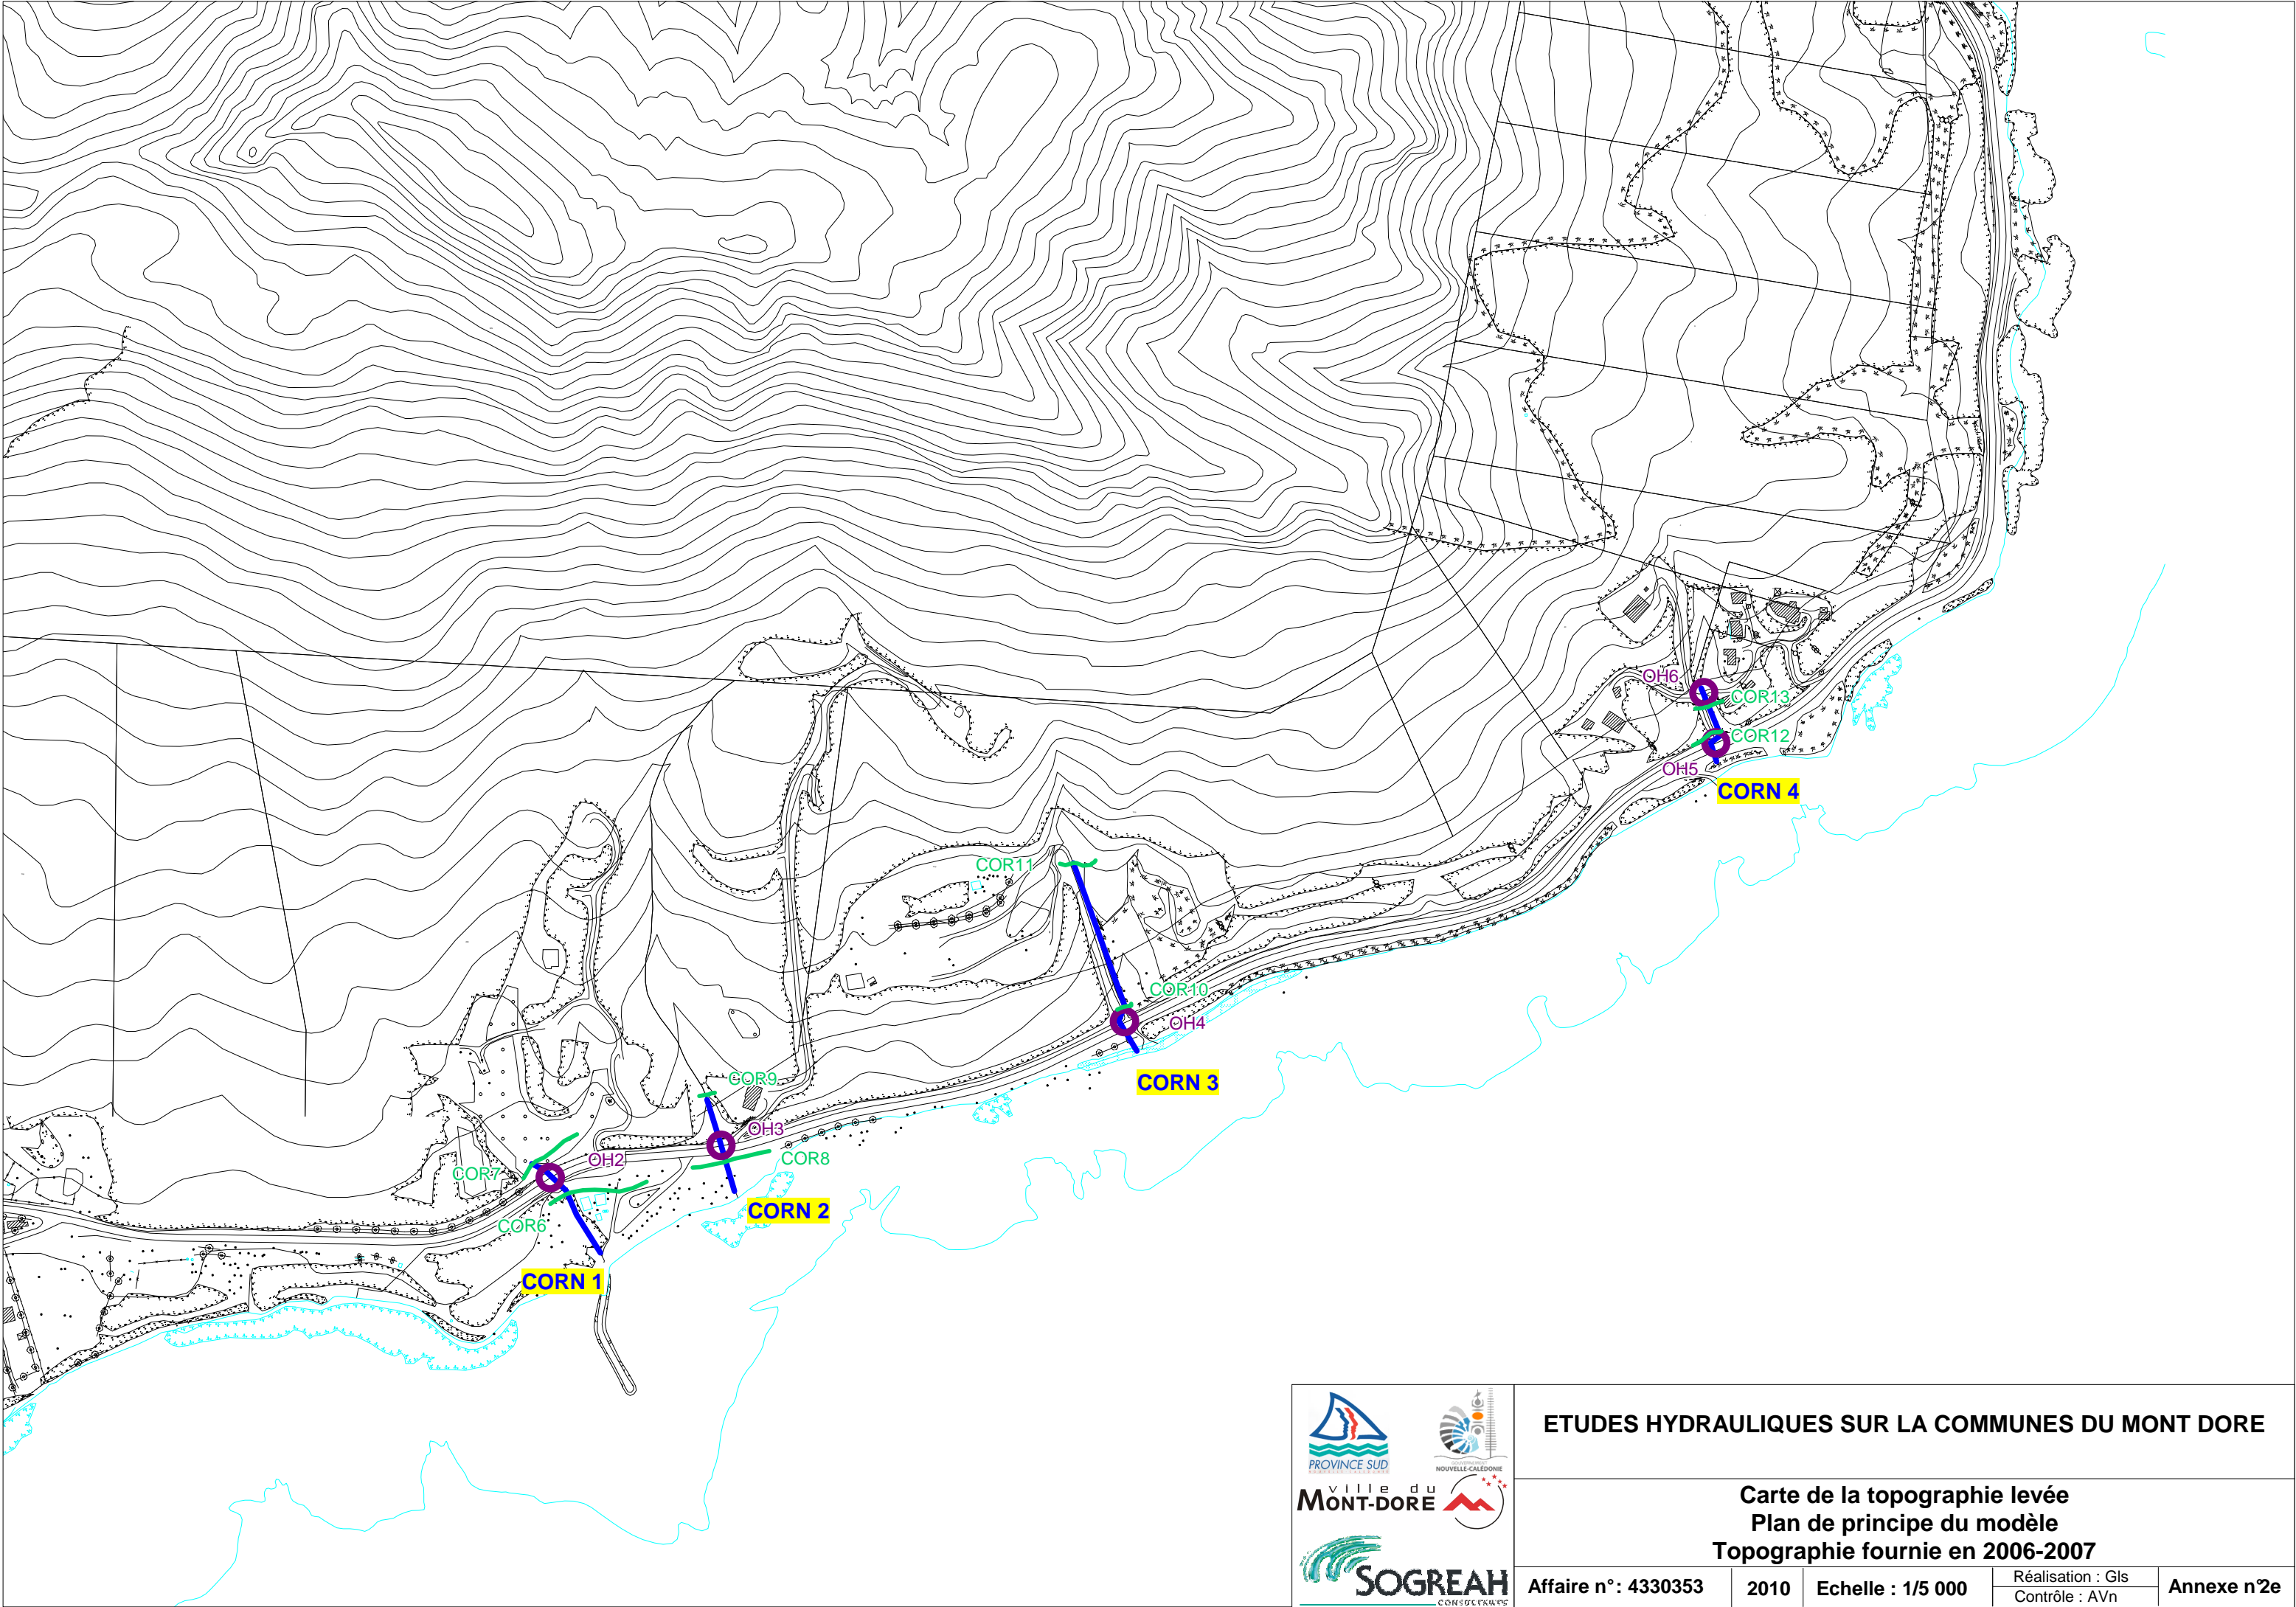 OH6
COR13
COR12
OH5
CORN 4
COR11
COR10
OH4
CORN 3
COR9
OH3
COR8
OH2
COR7
CORN 2
COR6
CORN 1
PROVINCE SUD
NOUVELLE-CALÉDONIE
ville du
MONT-DORE
SOGREAH
CONSULTANTS
ETUDES HYDRAULIQUES SUR LA COMMUNES DU MONT DORE
Carte de la topographie levée
Plan de principe du modèle
Topographie fournie en 2006-2007
Affaire n° : 4330353
2010
Echelle : 1/5 000
Réalisation : Gls
Contrôle : AVn
Annexe n°2e